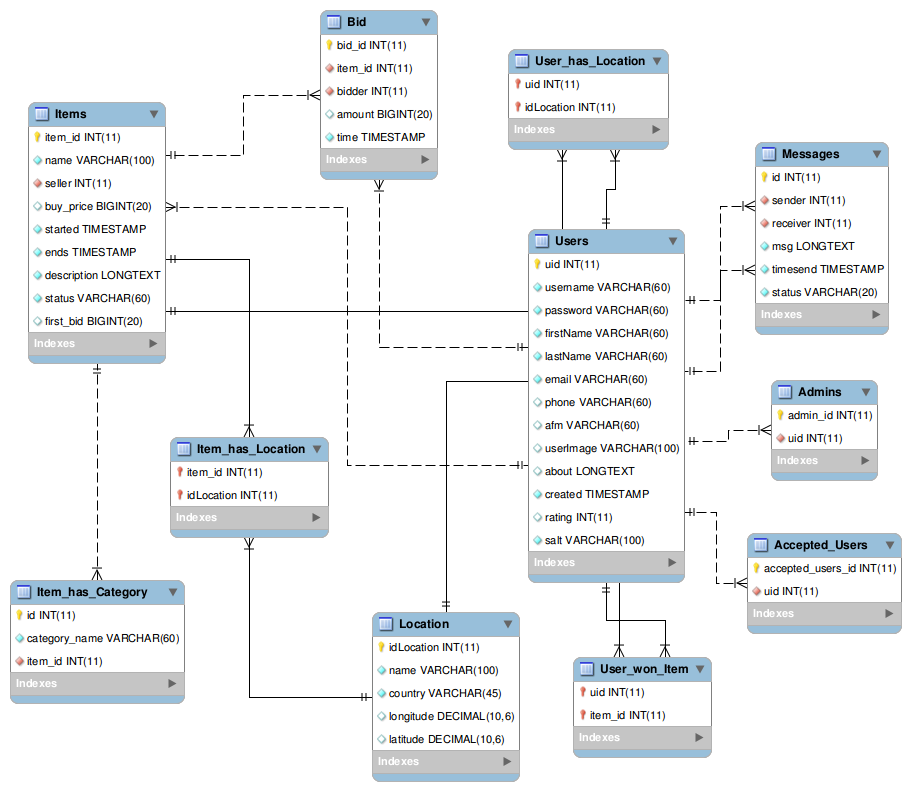 Bid
bid_id INT(11)
item_id INT(11)
bidder INT(11)
amount BIGINT(20)
time TIMESTAMP
Indexes
User_has_Location
uid INT(11)
idLocation INT(11)
Indexes
Items
item_id INT(11)
name VARCHAR(100)
seller INT(11)
buy_price BIGINT(20)
started TIMESTAMP
ends TIMESTAMP
description LONGTEXT
status VARCHAR(60)
first_bid BIGINT(20)
Indexes
Messages
id INT(11)
sender INT(11)
receiver INT(11)
msg LONGTEXT
timesend TIMESTAMP
status VARCHAR(20)
Indexes
Users
uid INT(11)
username VARCHAR(60)
password VARCHAR(60)
firstName VARCHAR(60)
lastName VARCHAR(60)
email VARCHAR(60)
phone VARCHAR(60)
afm VARCHAR(60)
userImage VARCHAR(100)
about LONGTEXT
created TIMESTAMP
rating INT(11)
salt VARCHAR(100)
Indexes
Admins
admin_id INT(11)
uid INT(11)
Indexes
Item_has_Location
item_id INT(11)
idLocation INT(11)
Indexes
Accepted_Users
accepted_users_id INT(11)
uid INT(11)
Indexes
Item_has_Category
id INT(11)
category_name VARCHAR(60)
item_id INT(11)
Indexes
Location
idLocation INT(11)
name VARCHAR(100)
country VARCHAR(45)
longitude DECIMAL(10,6)
latitude DECIMAL(10,6)
Indexes
User_won_Item
uid INT(11)
item_id INT(11)
Indexes